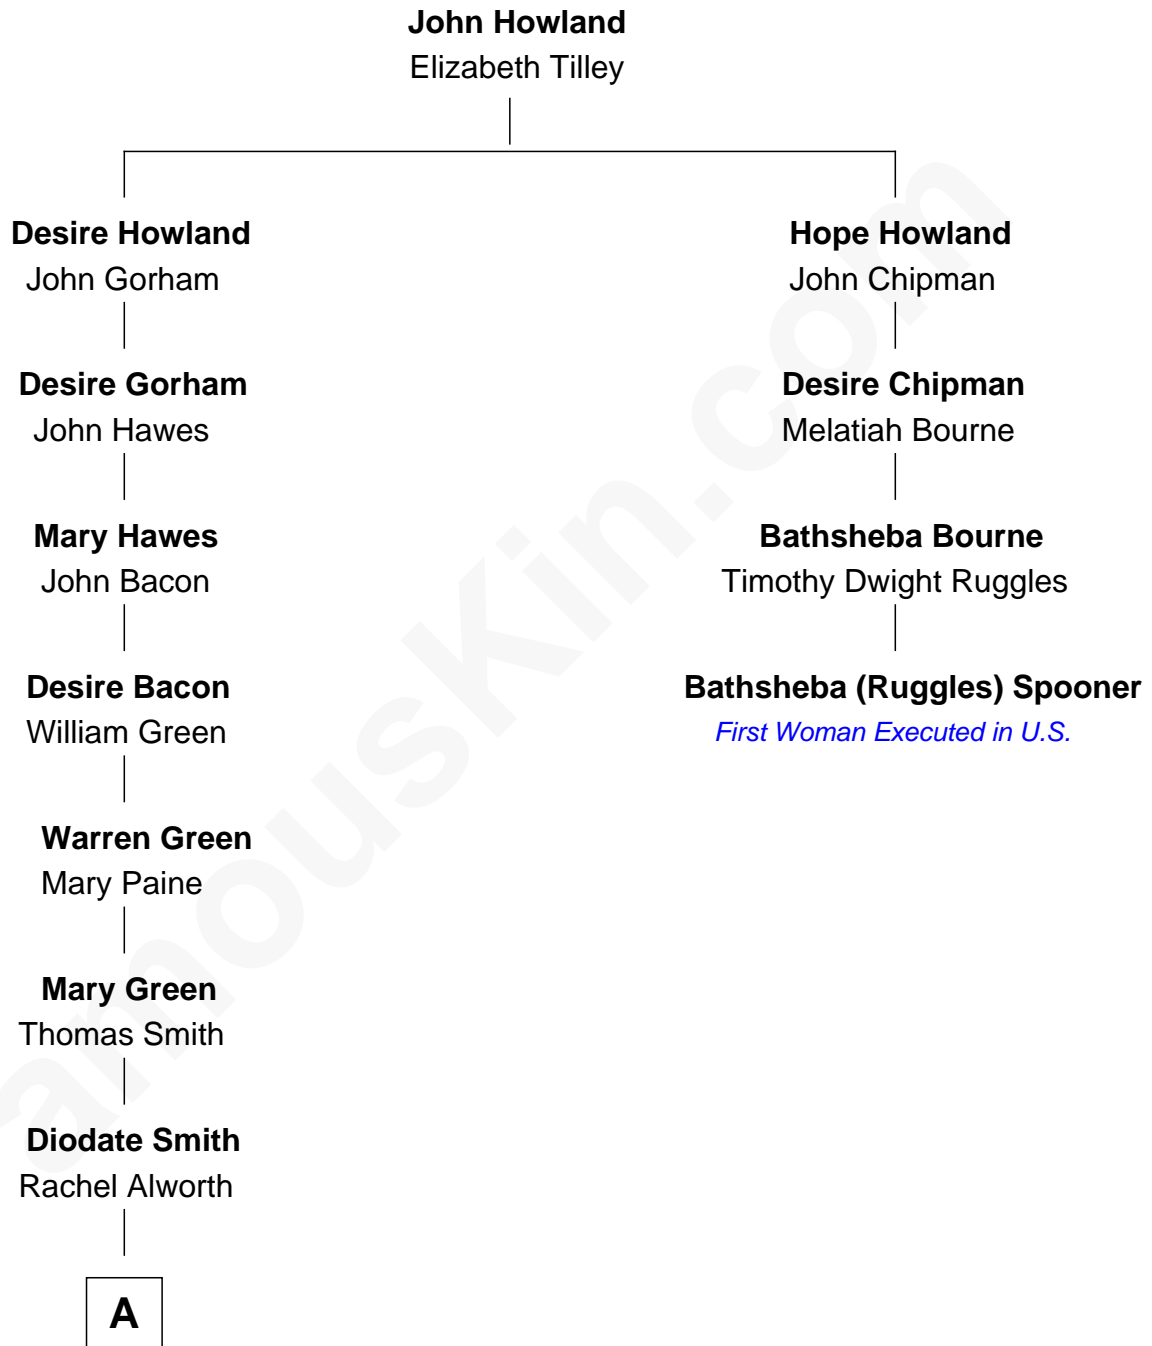 John Howland
Elizabeth Tilley
Desire Howland
John Gorham
Hope Howland
John Chipman
Desire Gorham
John Hawes
Desire Chipman
Melatiah Bourne
Mary Hawes
John Bacon
Bathsheba Bourne
Timothy Dwight Ruggles
Desire Bacon
William Green
Bathsheba (Ruggles) Spooner
First Woman Executed in U.S.
Warren Green
Mary Paine
Mary Green
Thomas Smith
Diodate Smith
Rachel Alworth
A
amouskin.com